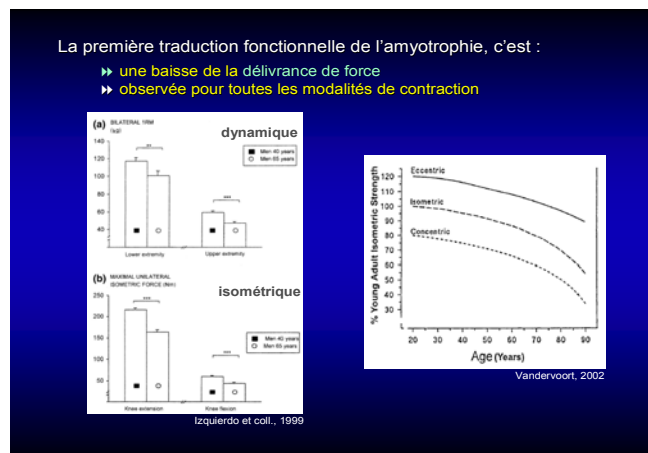 La première traduction fonctionnelle de l'amyotrophie, c'est :
une baisse de la délivrance de force
observée pour toutes les modalités de contraction
(a) BILATERAL 1RM
(kg)
dynamique
140
120
100
80
60
40
**
***
Men 40 years
Men 65 years
Lower extremity
Upper extremity
(b) MAXIMAL UNILATERAL
ISOMETRIC FORCE (Nm)
isométrique
250
200
150
100
50
***
***
Men 40 years
Men 65 years
Knee extension
Knee flexion
Izquierdo et coll., 1999
% Young Adult Isometric Strength
120
110
100
90
80
70
60
50
40
30
Eccentric
Isometric
Concentric
20 30 40 50 60 70 80 90
Age (Years)
Vandervoort, 2002